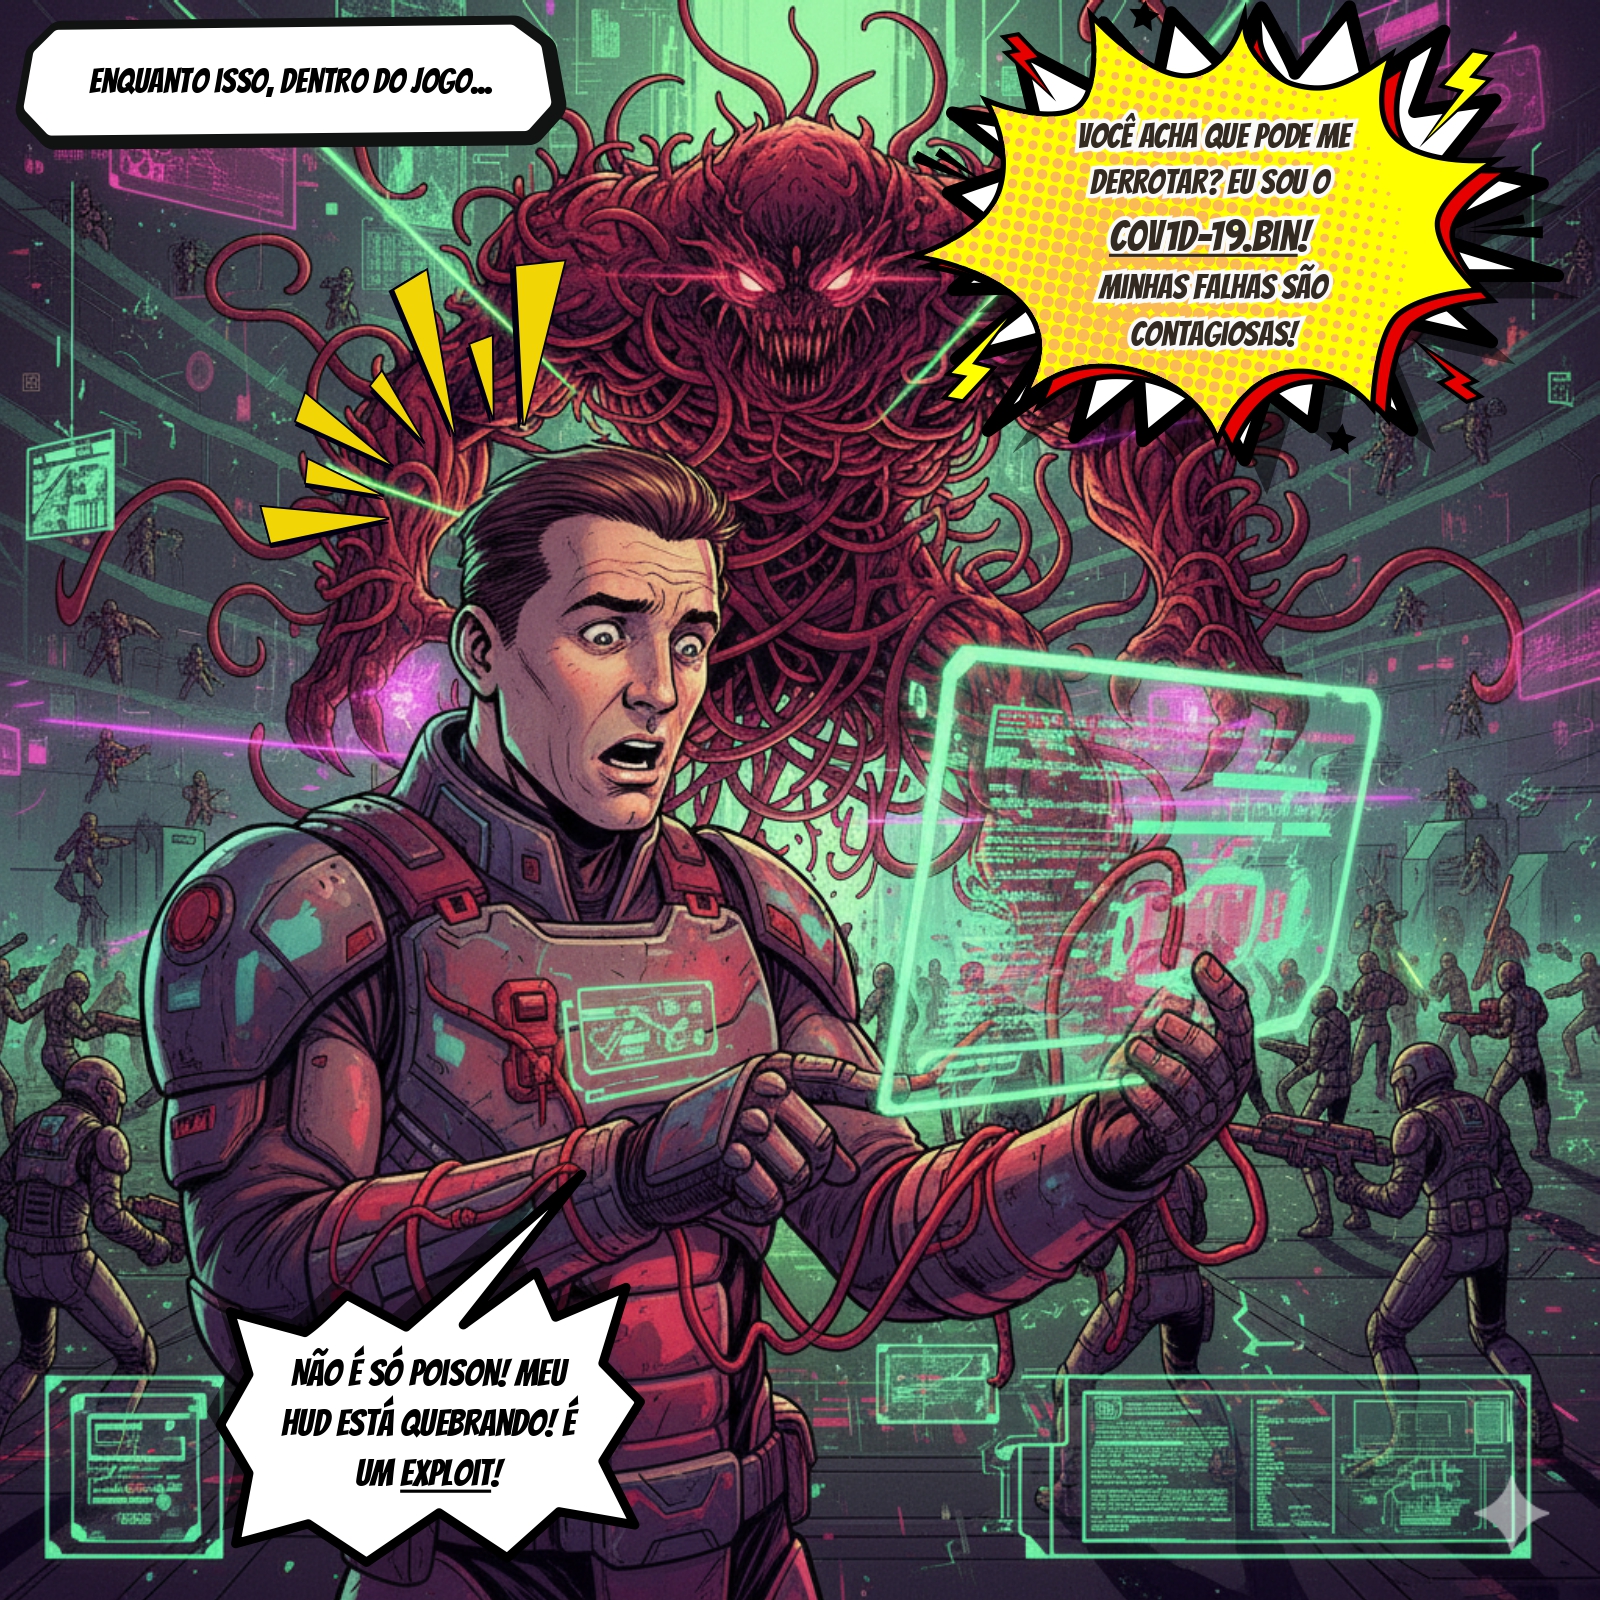 ENQUANTO ISSO, DENTRO DO JOGO...
VOCÊ ACHA QUE PODE ME
DERROTAR? EU SOU O
COV1D-19.B1N!
MINHAS FALHAS SÃO
CONTAGIOSAS!
NÃO É SÓ POISON! MEU
HUD ESTÁ QUEBRANDO! É
UM EXPLOIT!